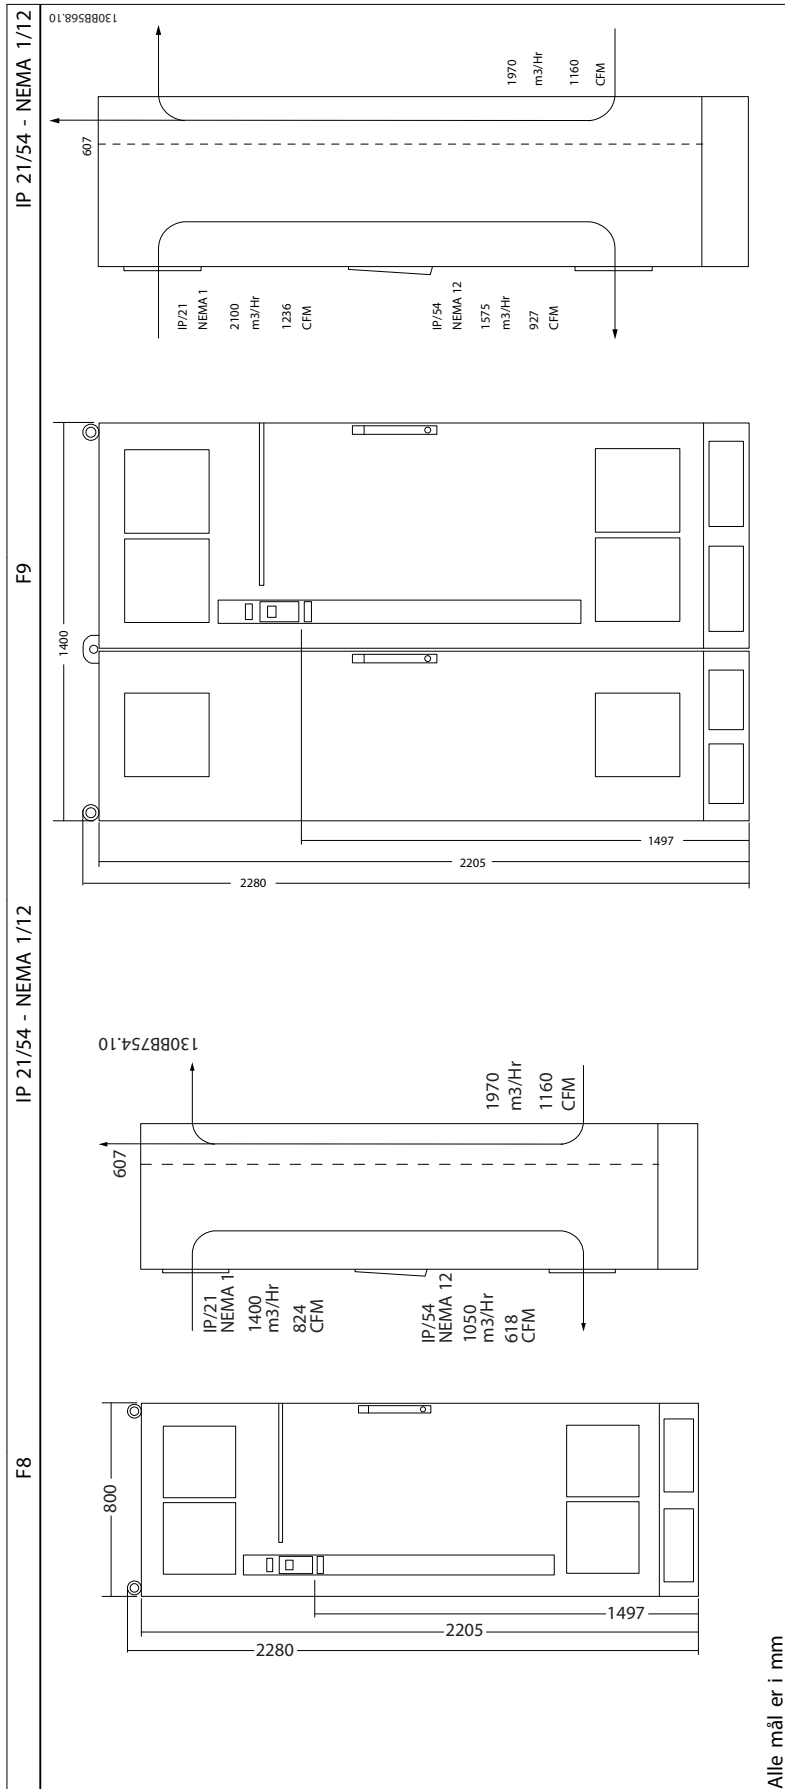 F8
IP 21/54 - NEMA 1/12
F9
IP 21/54 - NEMA 1/12
800
2280
2205
1497
IP/21
NEMA 1
1400
m3/Hr
824
CFM
IP/54
NEMA 12
1050
m3/Hr
618
CFM
607
1970
m3/Hr
1160
CFM
130BB754.10
1400
2280
2205
1497
IP/21
NEMA 1
2100
m3/Hr
1236
CFM
IP/54
NEMA 12
1575
m3/Hr
927
CFM
607
1970
m3/Hr
1160
CFM
130BB568.10
Alle mål er i mm